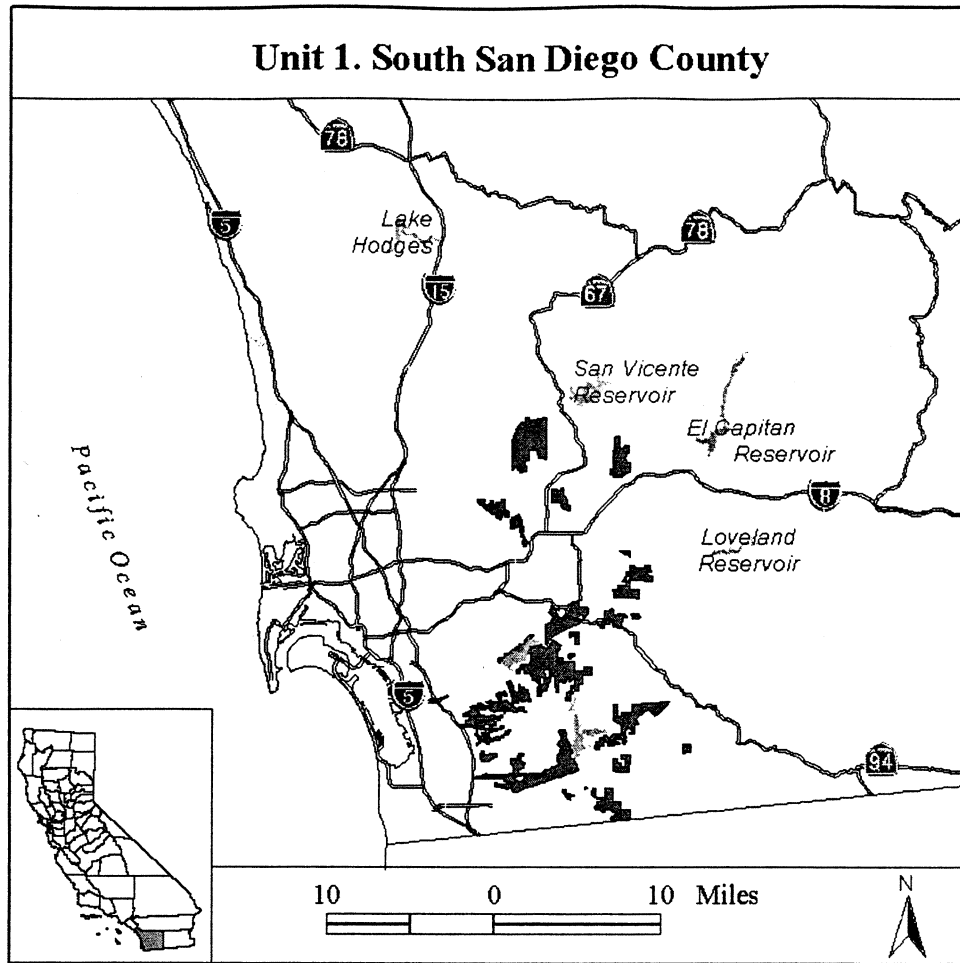 Unit 1. South San Diego County
78
5
Lake
Hodges
78
15
67
San Vicente
Reservoir
El Capitan
Reservoir
Pacific Ocean
8
Loveland
Reservoir
5
94
10 0 10 Miles
N